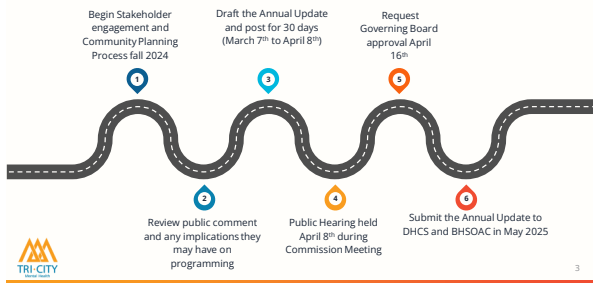 Begin Stakeholder
engagement and
Community Planning
Process fall 2024
1
Review public comment
and any implications they
may have on
programming
2
Draft the Annual Update
and post for 30 days
(March 7th to April 8th)
3
Public Hearing held
April 8th during
Commission Meeting
4
Request
Governing Board
approval April
16th
5
Submit the Annual Update to
DHCS and BHSOAC in May 2025
6
TRI·CITY
Mental Health
3